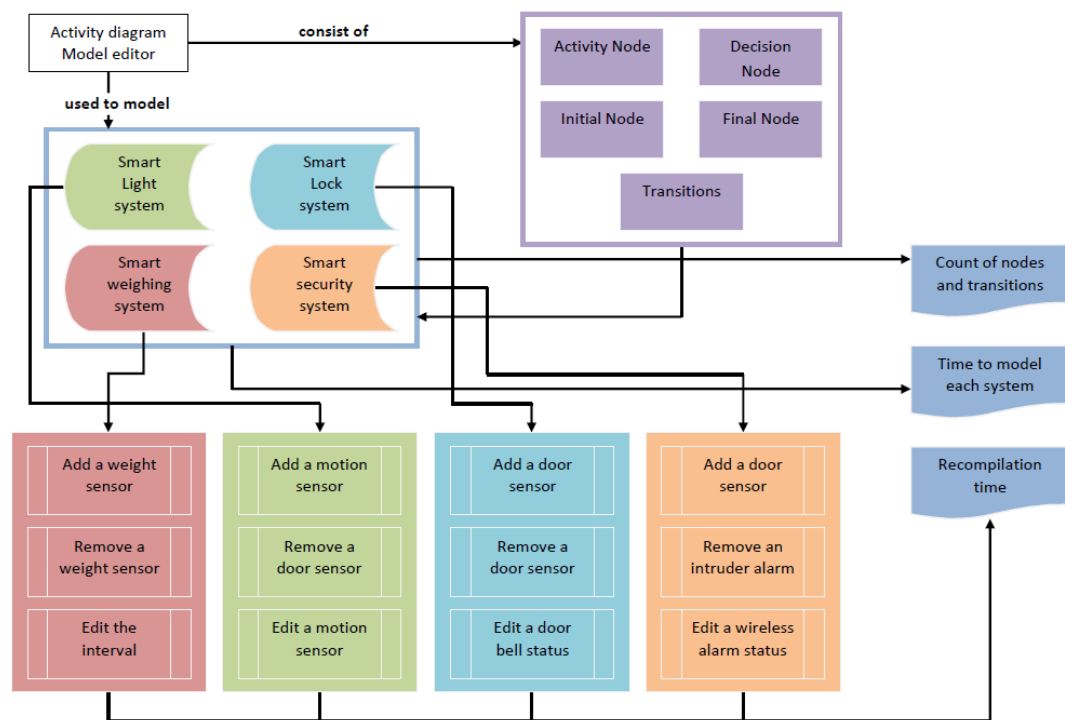 Activity diagram
Model editor
consist of
used to model
Activity Node
Decision
Node
Initial Node
Final Node
Transitions
Smart
Light
system
Smart
Lock
system
Smart
weighing
system
Smart
security
system
Count of nodes
and transitions
Time to model
each system
Recompilation
time
Add a weight
sensor
Remove a
weight sensor
Edit the
interval
Add a motion
sensor
Remove a
door sensor
Edit a motion
sensor
Add a door
sensor
Remove a
door sensor
Edit a door
bell status
Add a door
sensor
Remove an
intruder alarm
Edit a wireless
alarm status